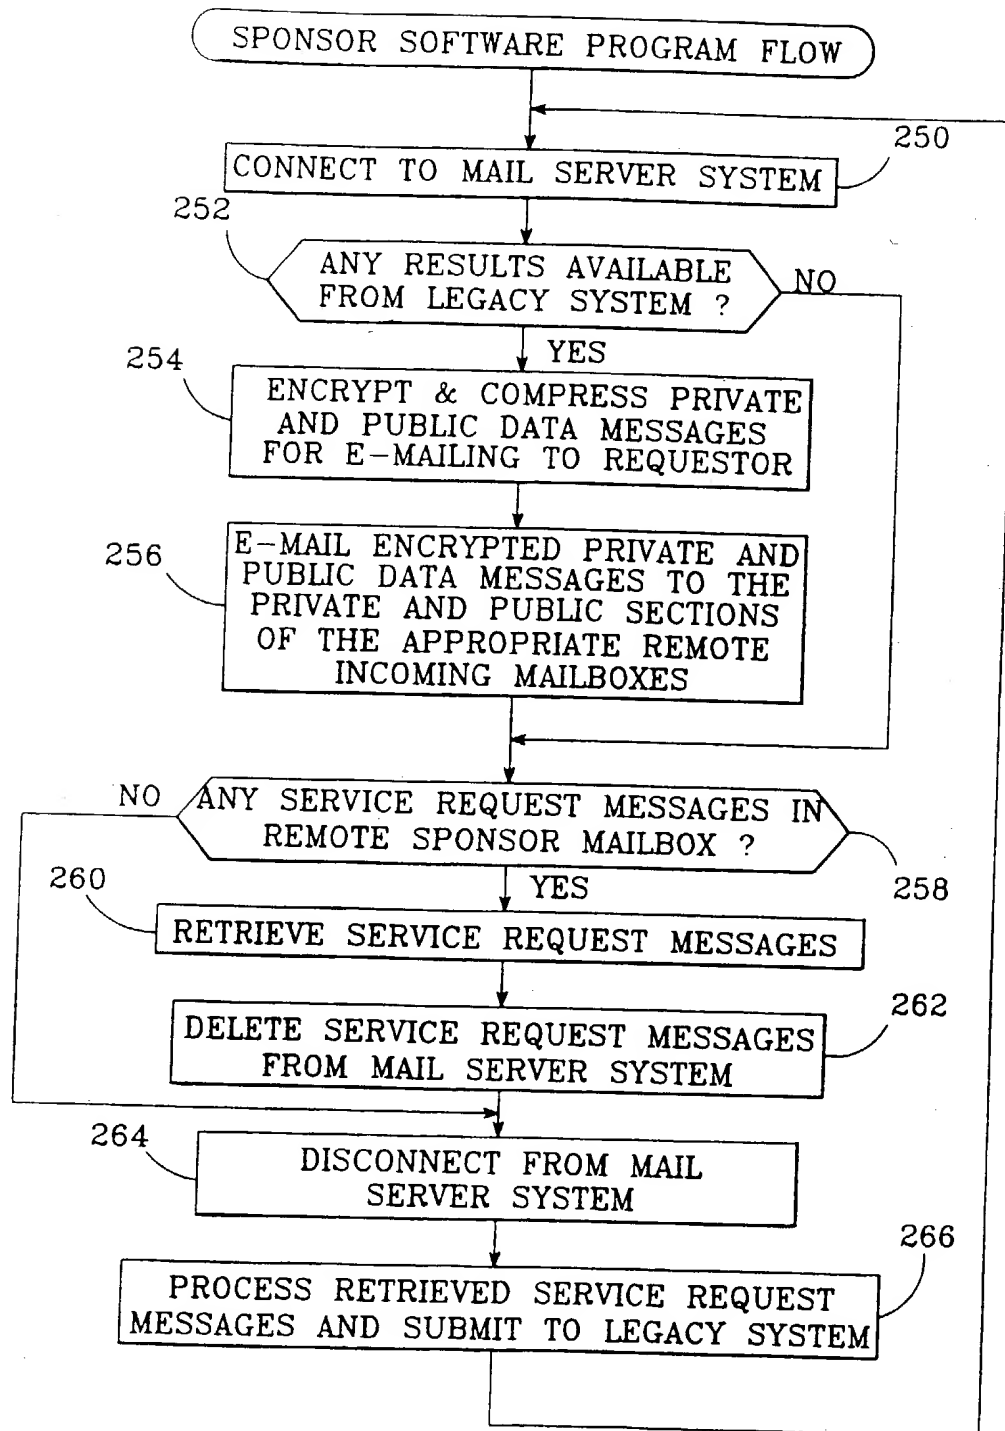 SPONSOR SOFTWARE PROGRAM FLOW
250
CONNECT TO MAIL SERVER SYSTEM
252
ANY RESULTS AVAILABLE
FROM LEGACY SYSTEM ?
NO
YES
254
ENCRYPT & COMPRESS PRIVATE
AND PUBLIC DATA MESSAGES
FOR E-MAILING TO REQUESTOR
256
E-MAIL ENCRYPTED PRIVATE AND
PUBLIC DATA MESSAGES TO THE
PRIVATE AND PUBLIC SECTIONS
OF THE APPROPRIATE REMOTE
INCOMING MAILBOXES
NO
ANY SERVICE REQUEST MESSAGES IN
REMOTE SPONSOR MAILBOX ?
258
YES
260
RETRIEVE SERVICE REQUEST MESSAGES
262
DELETE SERVICE REQUEST MESSAGES
FROM MAIL SERVER SYSTEM
264
DISCONNECT FROM MAIL
SERVER SYSTEM
266
PROCESS RETRIEVED SERVICE REQUEST
MESSAGES AND SUBMIT TO LEGACY SYSTEM